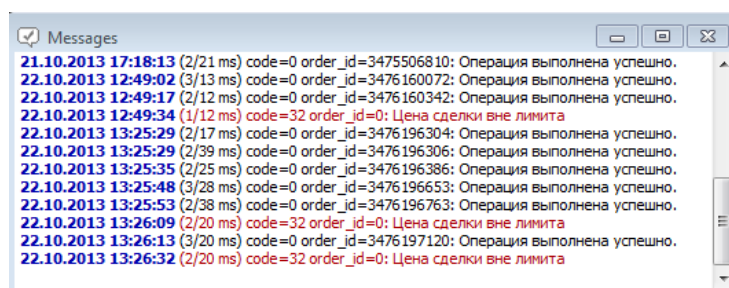 Messages
21.10.2013 17:18:13 (2/21 ms) code=0 order_id=3475506810: Операция выполнена успешно.
22.10.2013 12:49:02 (3/13 ms) code=0 order_id=3476160072: Операция выполнена успешно.
22.10.2013 12:49:17 (2/12 ms) code=0 order_id=3476160342: Операция выполнена успешно.
22.10.2013 12:49:34 (1/12 ms) code=32 order_id=0: Цена сделки вне лимита
22.10.2013 13:25:29 (2/17 ms) code=0 order_id=3476196304: Операция выполнена успешно.
22.10.2013 13:25:29 (2/39 ms) code=0 order_id=3476196306: Операция выполнена успешно.
22.10.2013 13:25:35 (2/25 ms) code=0 order_id=3476196386: Операция выполнена успешно.
22.10.2013 13:25:48 (3/28 ms) code=0 order_id=3476196653: Операция выполнена успешно.
22.10.2013 13:25:53 (2/38 ms) code=0 order_id=3476196763: Операция выполнена успешно.
22.10.2013 13:26:09 (2/20 ms) code=32 order_id=0: Цена сделки вне лимита
22.10.2013 13:26:13 (3/20 ms) code=0 order_id=3476197120: Операция выполнена успешно.
22.10.2013 13:26:32 (2/20 ms) code=32 order_id=0: Цена сделки вне лимита